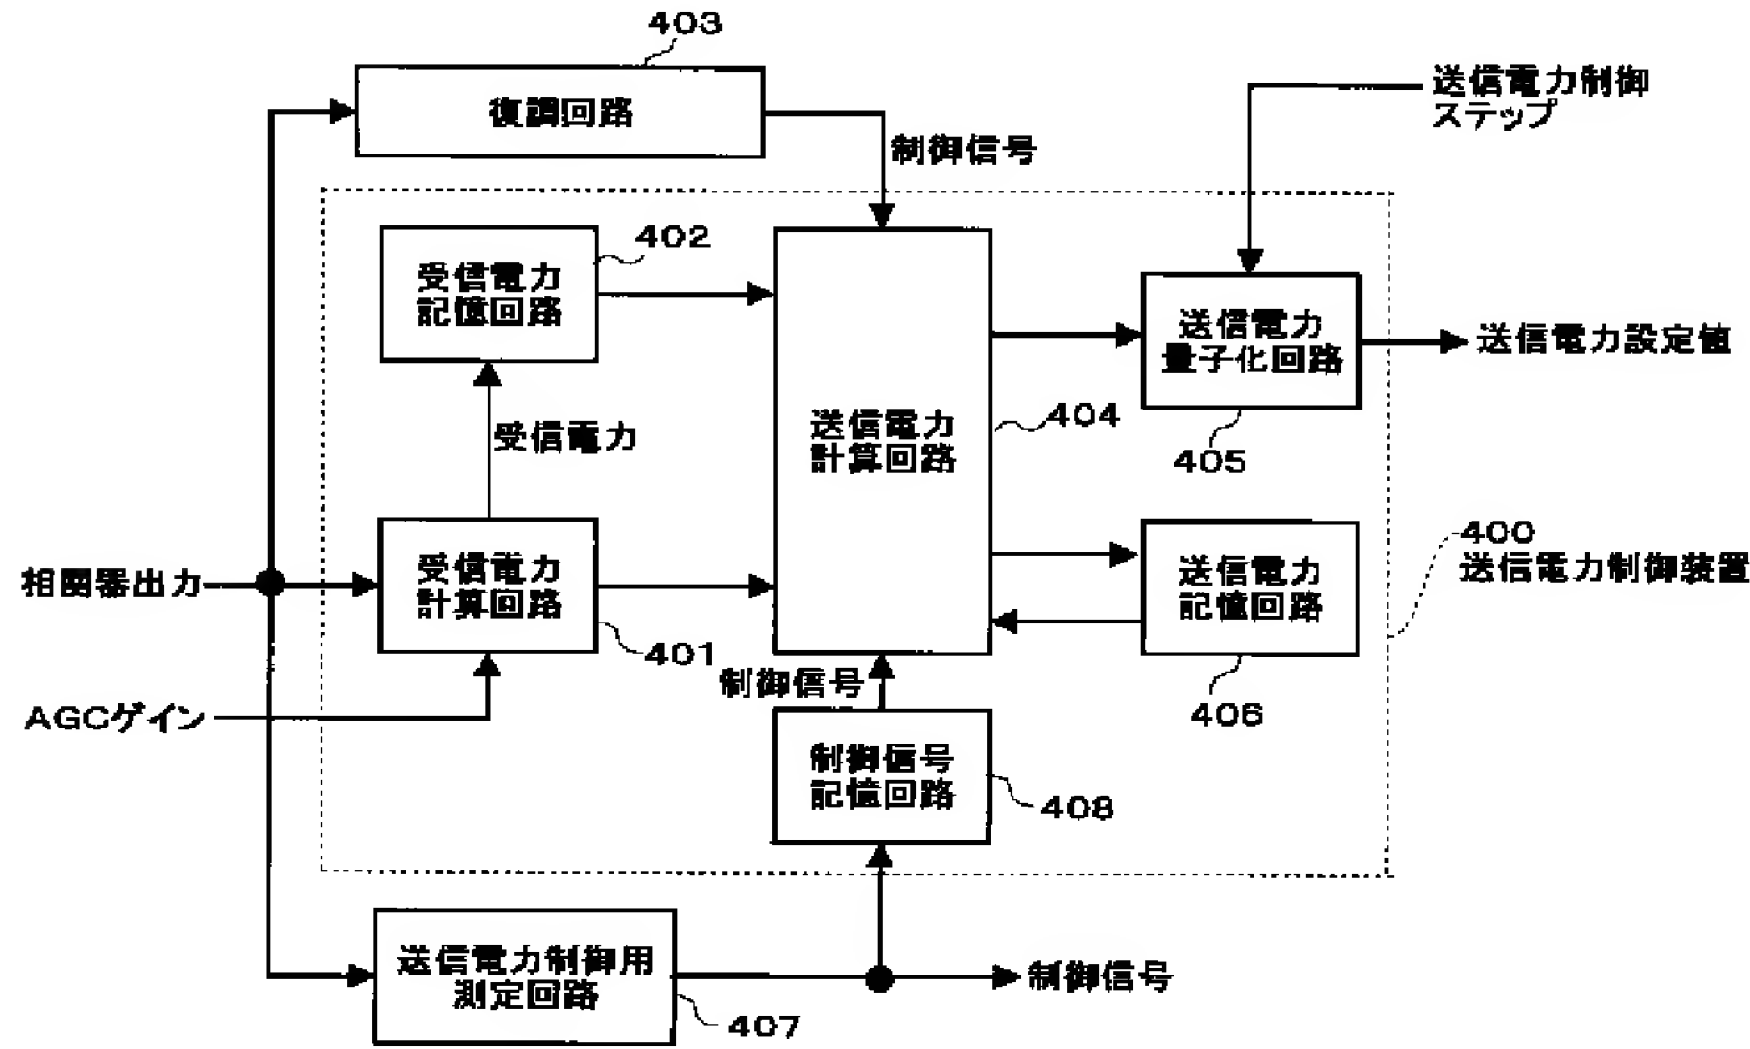 403
復調回路
送信電力制御
ステップ
制御信号
402
受信電力
記憶回路
送信電力
量子化回路
送信電力設定値
404
405
受信電力
送信電力
計算回路
400
送信電力制御装置
相関器出力
受信電力
計算回路
401
送信電力
記憶回路
406
制御信号
AGCゲイン
制御信号
記憶回路
408
送信電力制御用
測定回路
407
制御信号